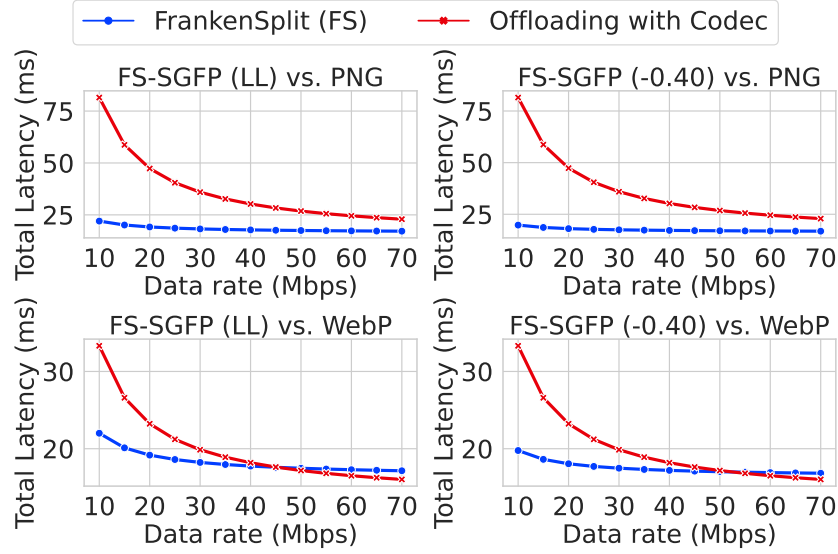 FrankenSplit (FS) Offloading with Codec
FS-SGFP (LL) vs. PNG
Total Latency (ms)
75
50
25
10 20 30 40 50 60 70
Data rate (Mbps)
FS-SGFP (-0.40) vs. PNG
Total Latency (ms)
75
50
25
10 20 30 40 50 60 70
Data rate (Mbps)
FS-SGFP (LL) vs. WebP
Total Latency (ms)
30
20
10 20 30 40 50 60 70
Data rate (Mbps)
FS-SGFP (-0.40) vs. WebP
Total Latency (ms)
30
20
10 20 30 40 50 60 70
Data rate (Mbps)